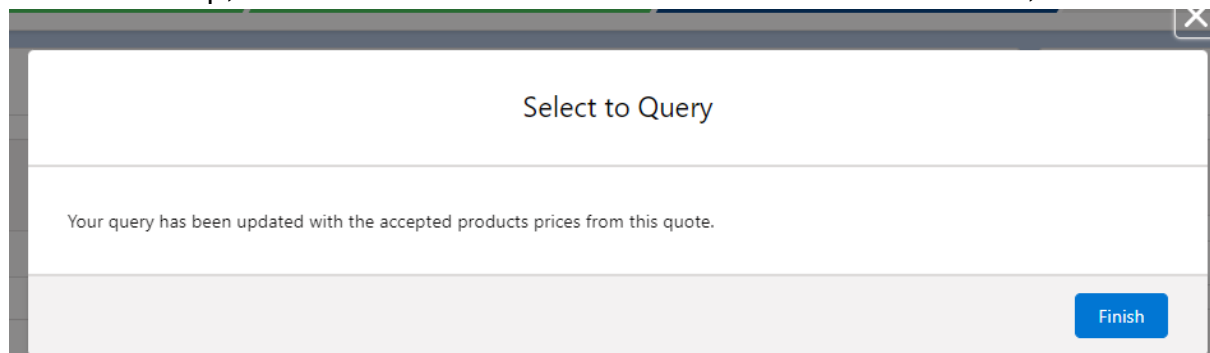 Select to Query
Your query has been updated with the accepted products prices from this quote.
Finish